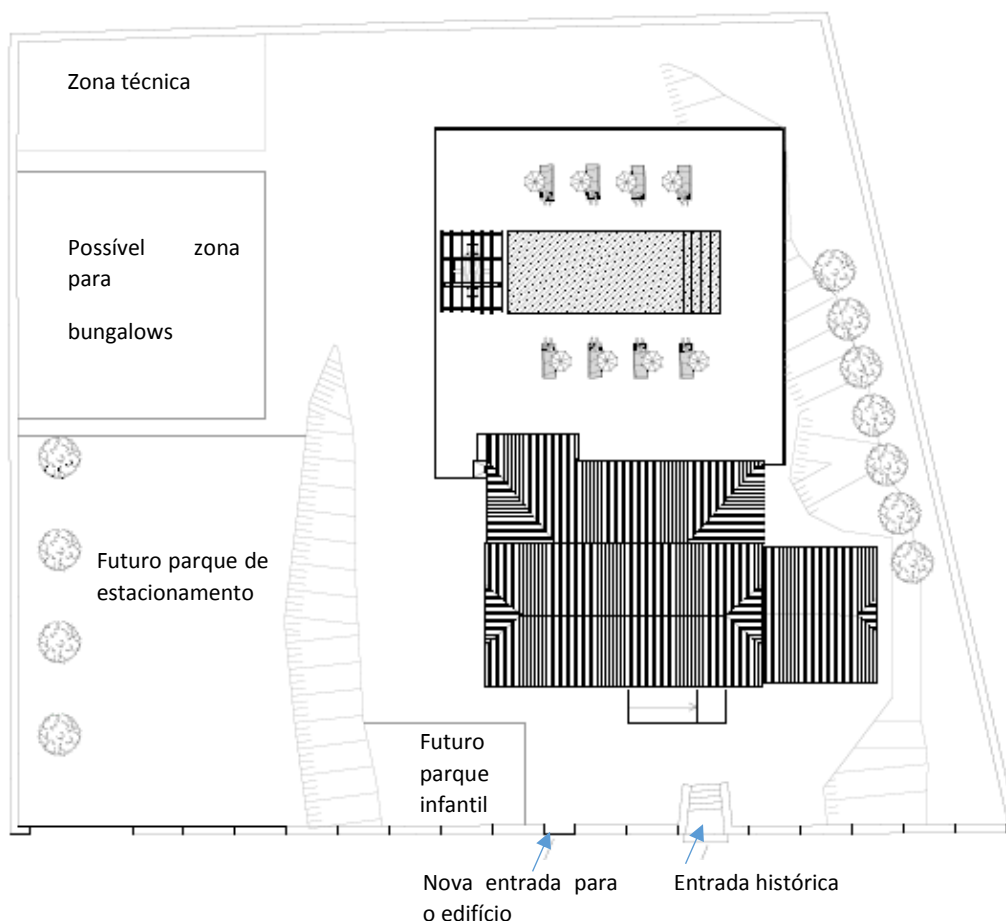 Zona técnica
Possível zona
para
bungalows
Futuro parque de
estacionamento
Futuro
parque
infantil
Nova entrada para
o edifício
Entrada histórica